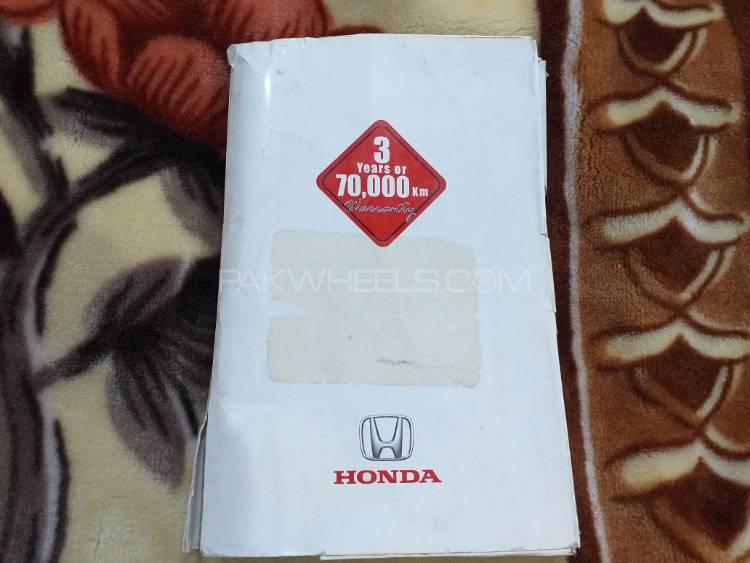 3
Years or
70,000 Km
Warranty
PAKWHEELS.COM
HONDA